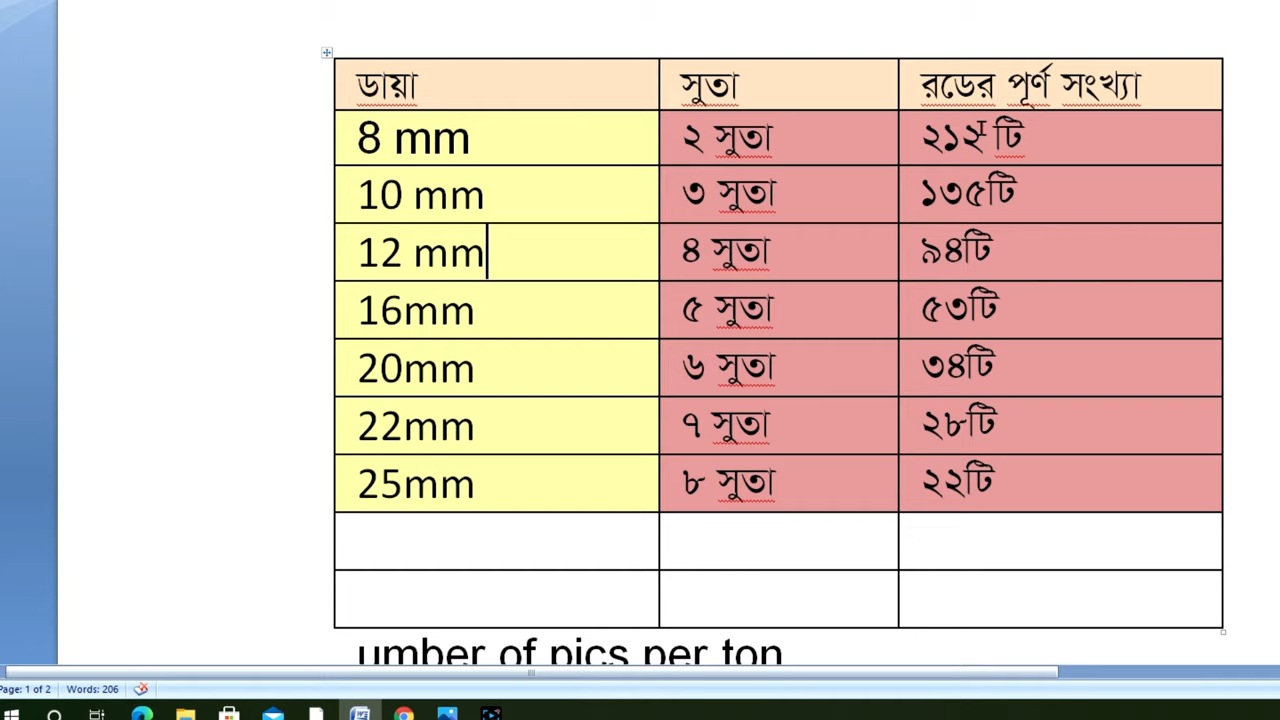 ডায়া সুতা রডের পূর্ণ সংখ্যা
8 mm ২ সুতা ২১২ টি
10 mm ৩ সুতা ১৩৫টি
12 mm ৪ সুতা ৯৪টি
16mm ৫ সুতা ৫৩টি
20mm ৬ সুতা ৩৪টি
22mm ৭ সুতা ২৮টি
25mm ৮ সুতা ২২টি
umber of pics per ton
Page: 1 of 2 Words: 206